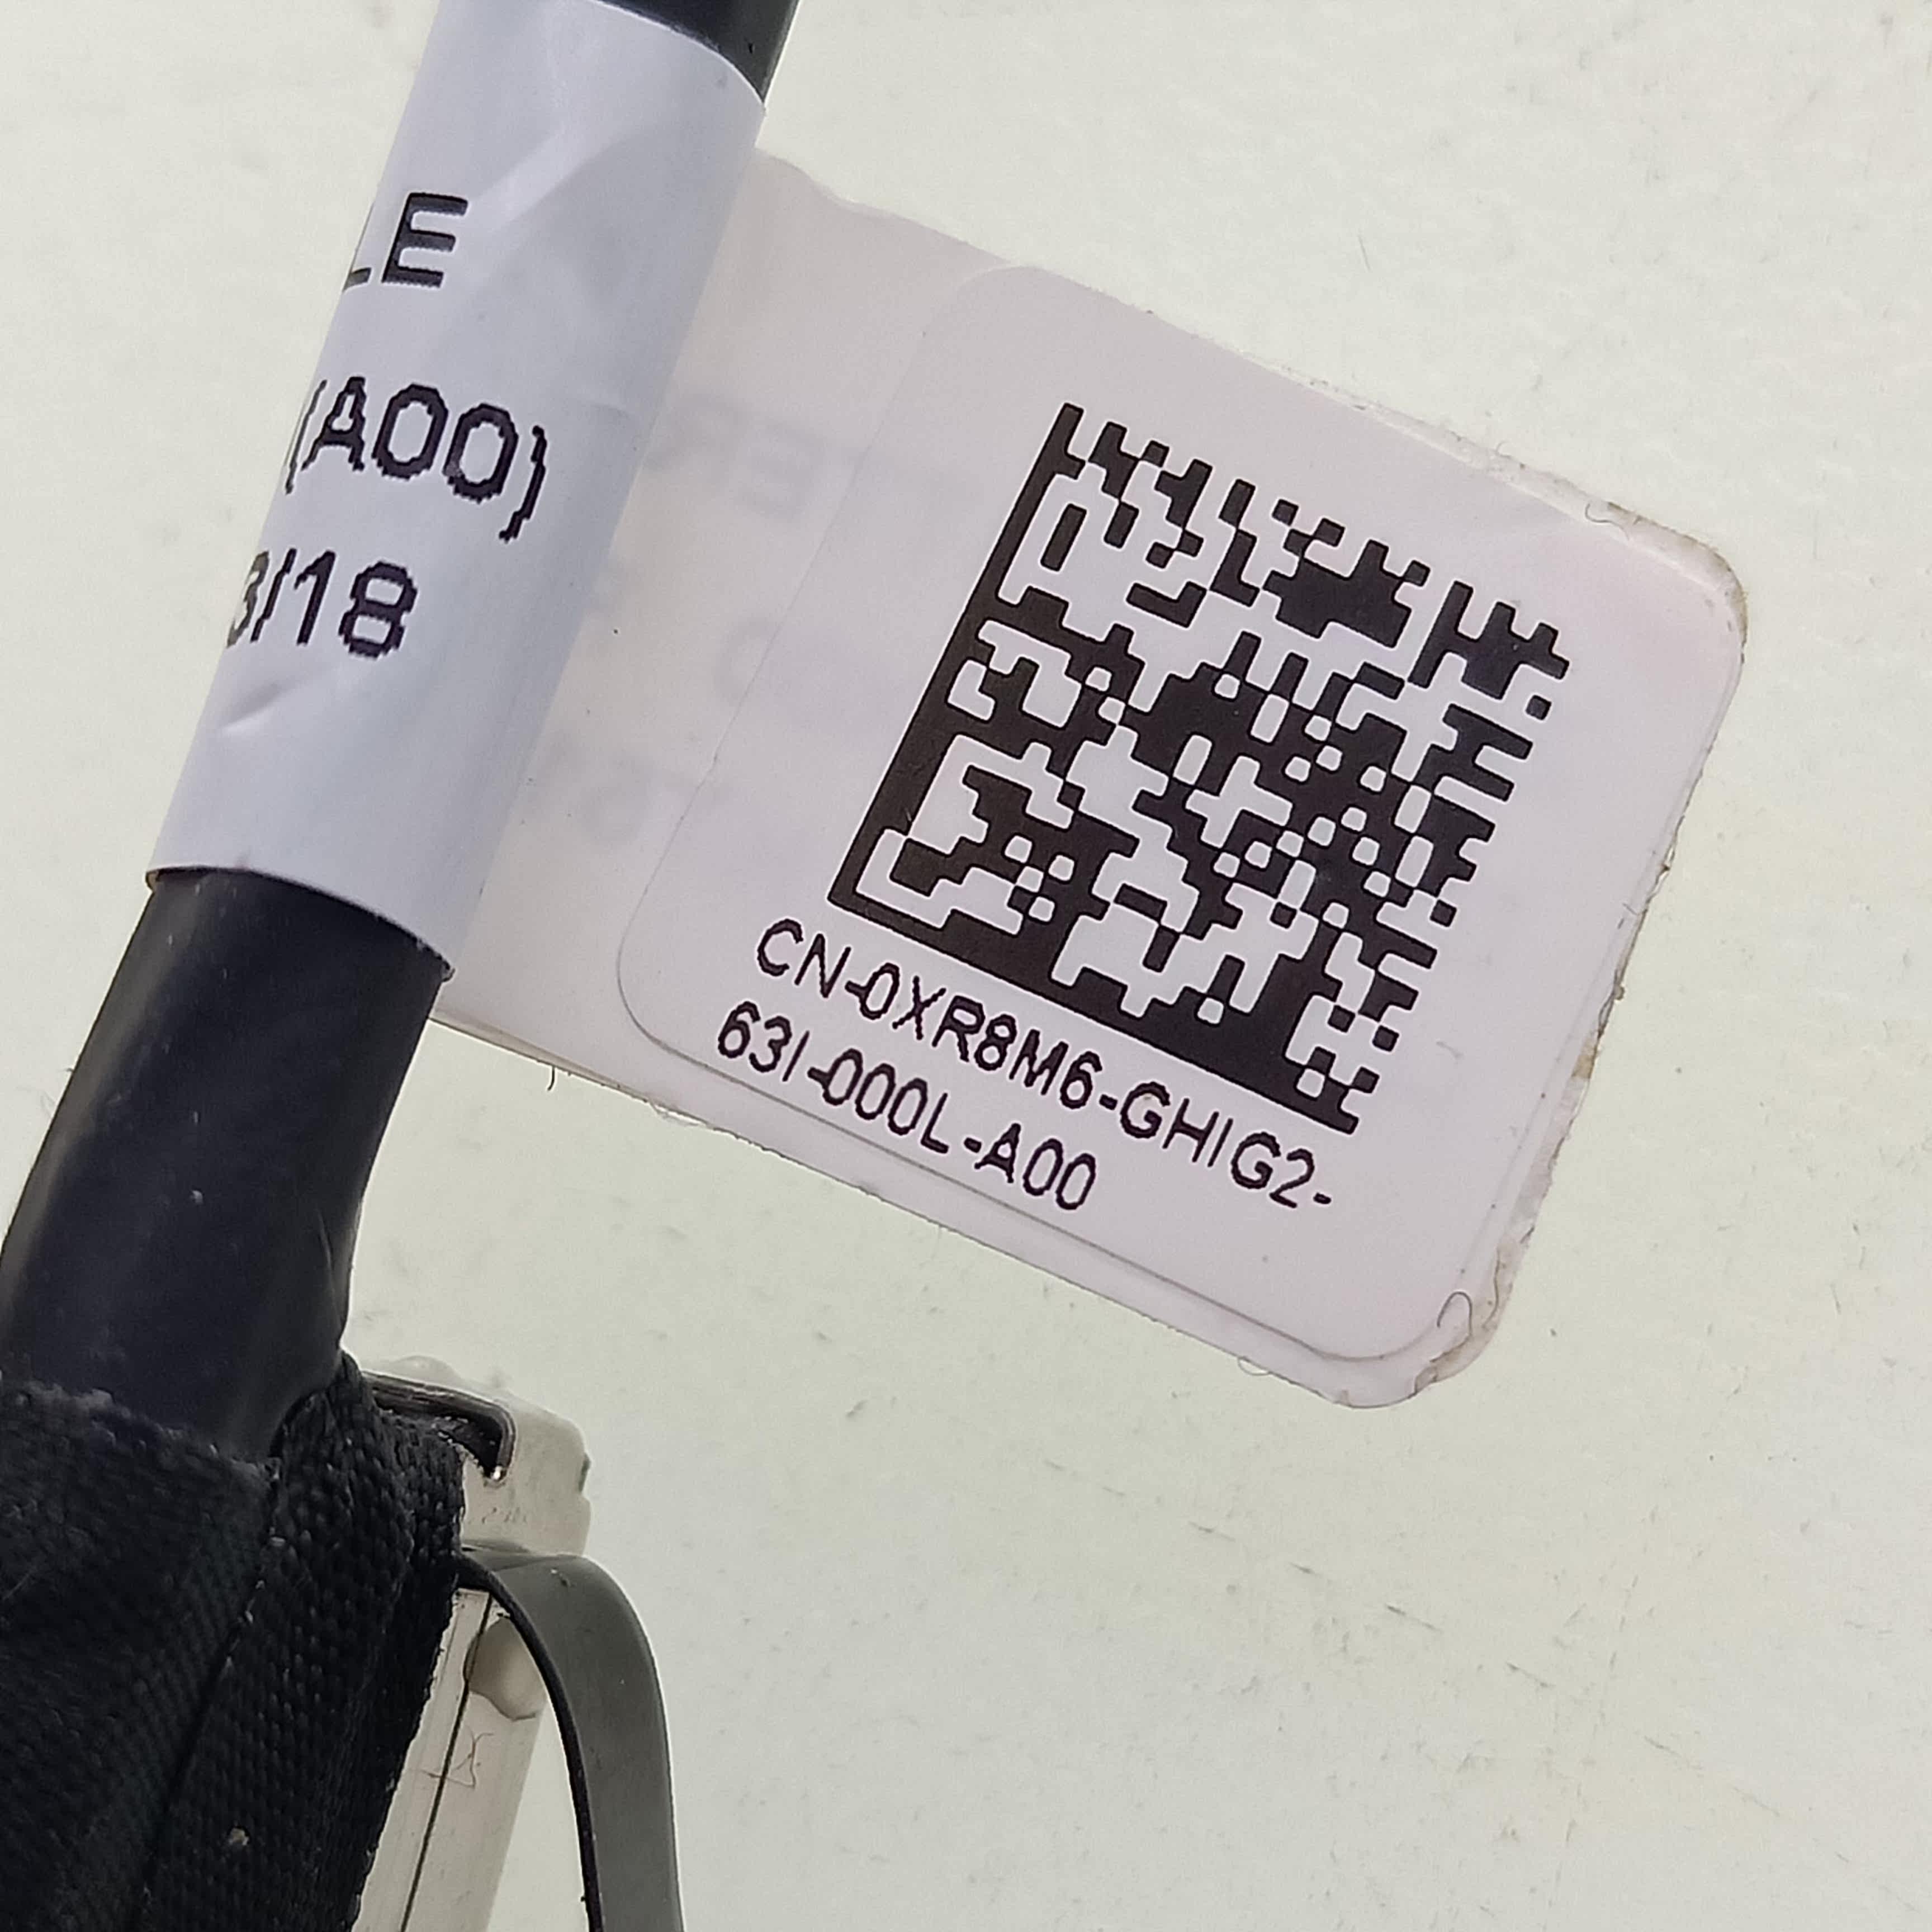 LE
(A00)
3/18
CN-0XR8M6-GHIG2-
63I-000L-A00